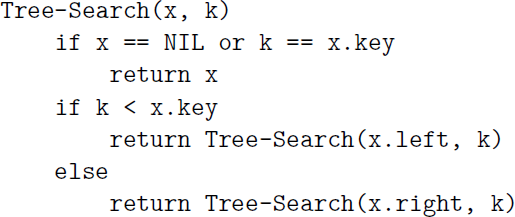 Tree-Search(x, k)
    if x == NIL or k == x.key
        return x
    if k < x.key
        return Tree-Search(x.left, k)
    else
        return Tree-Search(x.right, k)